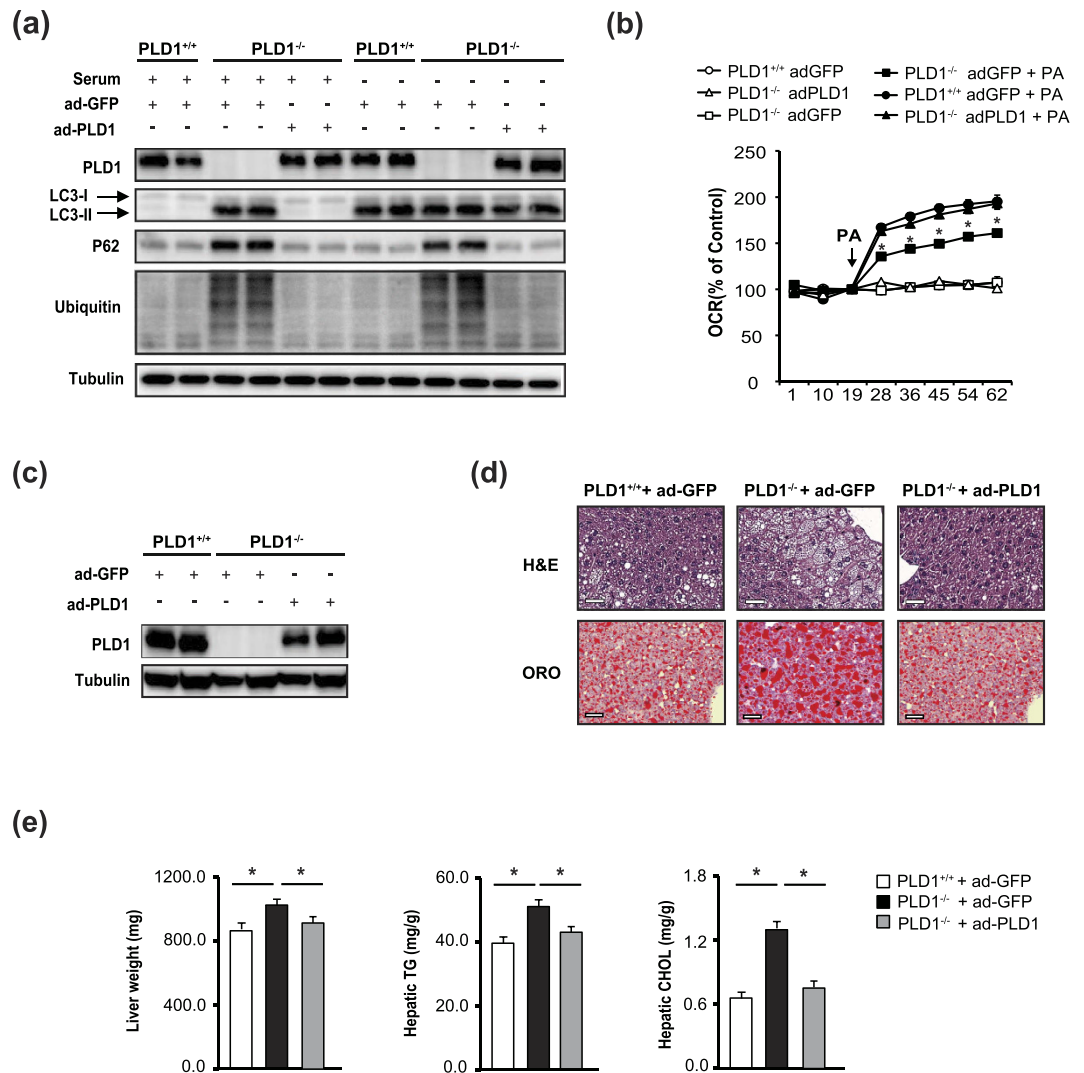 (a)
PLD1+/+ PLD1-/- PLD1+/+ PLD1-/-
Serum + + + + + + - - - - - -
ad-GFP + + + + - - + + + + - -
ad-PLD1 - - - - + + - - - - + +
PLD1
LC3-I
LC3-II
P62
Ubiquitin
Tubulin
(b)
PLD1+/+ adGFP
PLD1-/- adPLD1
PLD1-/- adGFP
PLD1-/- adGFP + PA
PLD1+/+ adGFP + PA
PLD1-/- adPLD1 + PA
OCR(% of Control)
250
200
150
100
50
0
PA
* * * * *
1 10 19 28 36 45 54 62
(c)
PLD1+/+ PLD1-/-
ad-GFP + + + + - -
ad-PLD1 - - - - + +
PLD1
Tubulin
(d)
PLD1+/+ + ad-GFP PLD1-/- + ad-GFP PLD1-/- + ad-PLD1
H&E
ORO
(e)
Liver weight (mg)
1200.0
800.0
400.0
0.0
* *
Hepatic TG (mg/g)
60.0
40.0
20.0
0.0
* *
Hepatic CHOL (mg/g)
1.8
1.2
0.6
0.0
* *
PLD1+/+ + ad-GFP
PLD1-/- + ad-GFP
PLD1-/- + ad-PLD1